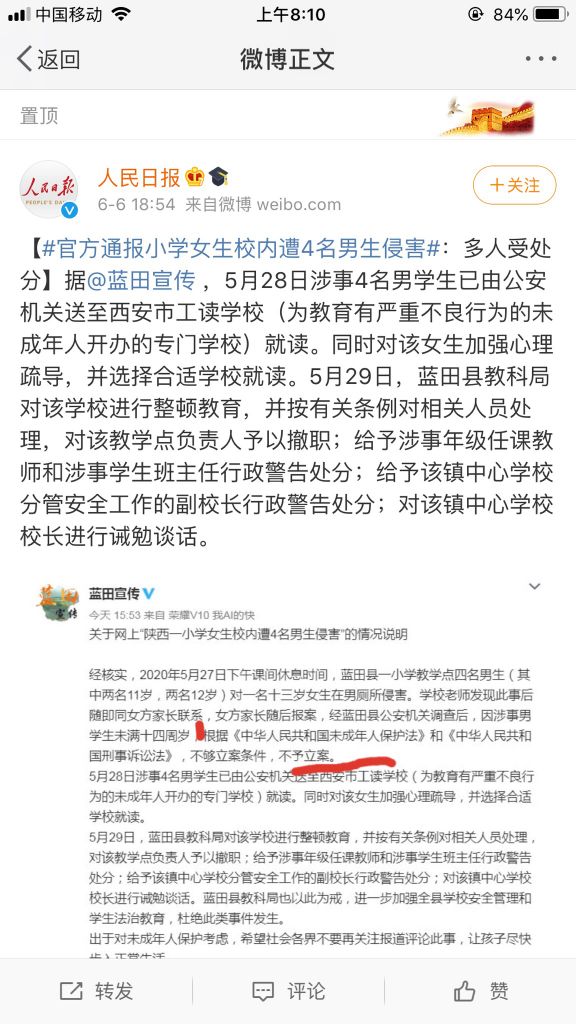 中国移动
上午8:10
84%
返回
微博正文
置顶
人民日报
PEOPLE'S DAILY
人民日报
6-6 18:54 来自微博 weibo.com
+关注
【#官方通报小学女生校内遭4名男生侵害#：多人受处
分】据@蓝田宣传 ，5月28日涉事4名男学生已由公安
机关送至西安市工读学校（为教育有严重不良行为的未
成年人开办的专门学校）就读。同时对该女生加强心理
疏导，并选择合适学校就读。5月29日，蓝田县教科局
对该学校进行整顿教育，并按有关条例对相关人员处
理，对该教学点负责人予以撤职；给予涉事年级任课教
师和涉事学生班主任行政警告处分；给予该镇中心学校
分管安全工作的副校长行政警告处分；对该镇中心学校
校长进行诫勉谈话。
蓝田
宣传
蓝田宣传
今天 15:53 来自 荣耀V10 我AI的快
关于网上“陕西一小学女生校内遭4名男生侵害”的情况说明
经核实，2020年5月27日下午课间休息时间，蓝田县一小学教学点四名男生（其
中两名11岁，两名12岁）对一名十三岁女生在男厕所侵害。学校老师发现此事后
随即同女方家长联系，女方家长随后报案，经蓝田县公安机关调查后，因涉事男
学生未满十四周岁，根据《中华人民共和国未成年人保护法》和《中华人民共和
国刑事诉讼法》，不够立案条件，不予立案。
5月28日涉事4名男学生已由公安机关送至西安市工读学校（为教育有严重不良行
为的未成年人开办的专门学校）就读。同时对该女生加强心理疏导，并选择合适
学校就读。
5月29日，蓝田县教科局对该学校进行整顿教育，并按有关条例对相关人员处理，
对该教学点负责人予以撤职；给予涉事年级任课教师和涉事学生班主任行政警告
处分；给予该镇中心学校分管安全工作的副校长行政警告处分；对该镇中心学校
校长进行诫勉谈话。蓝田县教科局也以此为戒，进一步加强全县学校安全管理和
学生法治教育，杜绝此类事件发生。
出于对未成年人保护考虑，希望社会各界不要再关注报道评论此事，让孩子尽快
步入正常生活
转发
评论
赞